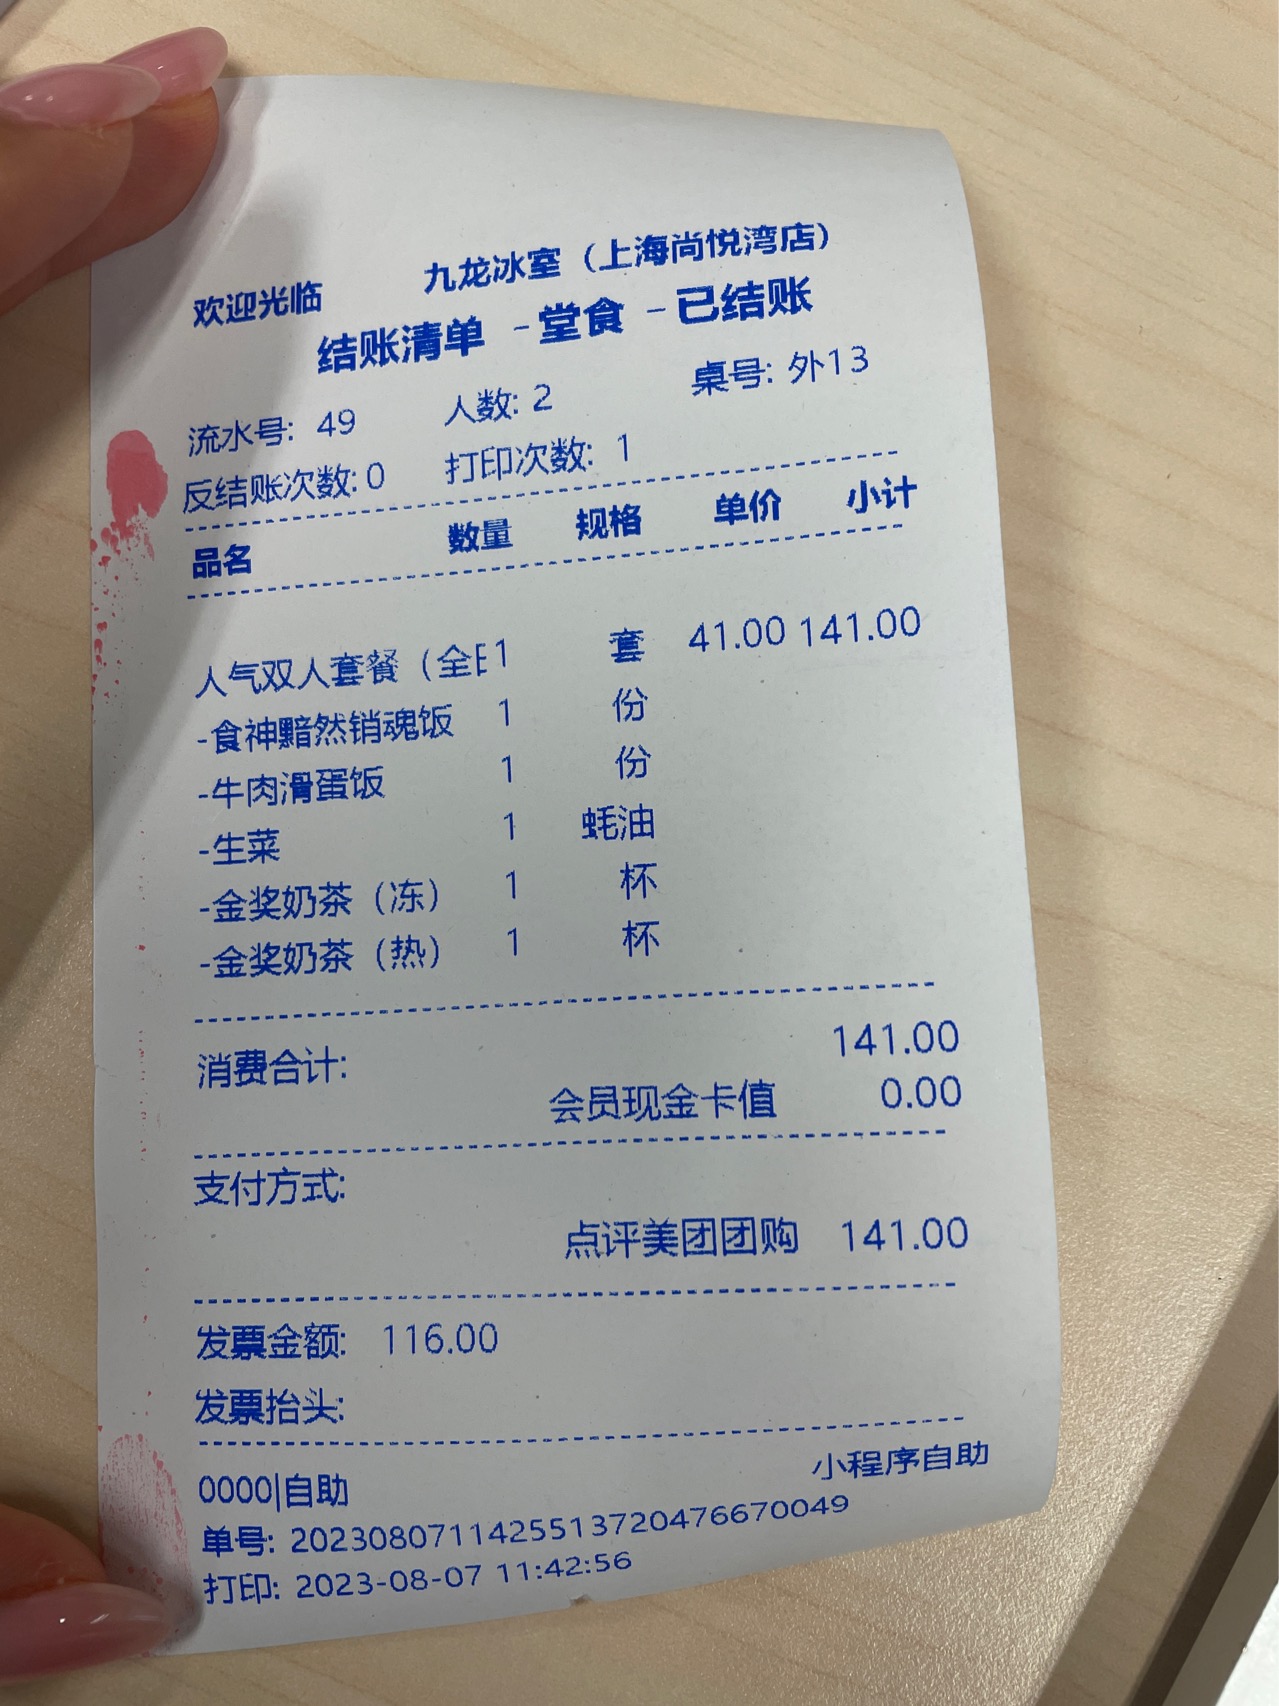 九龙冰室（上海尚悦湾店）
欢迎光临
结账清单 -堂食 -已结账
流水号: 49 人数: 2 桌号: 外13
反结账次数:0 打印次数: 1
品名 数量 规格 单价 小计
人气双人套餐（全日1 套 41.00 141.00
-食神黯然销魂饭 1 份
-牛肉滑蛋饭 1 份
-生菜 1 蚝油
-金奖奶茶（冻） 1 杯
-金奖奶茶（热） 1 杯
消费合计: 141.00
会员现金卡值 0.00
支付方式:
点评美团团购 141.00
发票金额: 116.00
发票抬头:
0000|自助 小程序自助
单号: 2023080711425513720476670049
打印: 2023-08-07 11:42:56